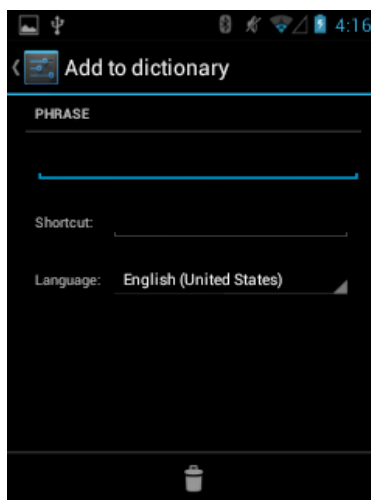 4:16
Add to dictionary
PHRASE
Shortcut:
Language: English (United States)